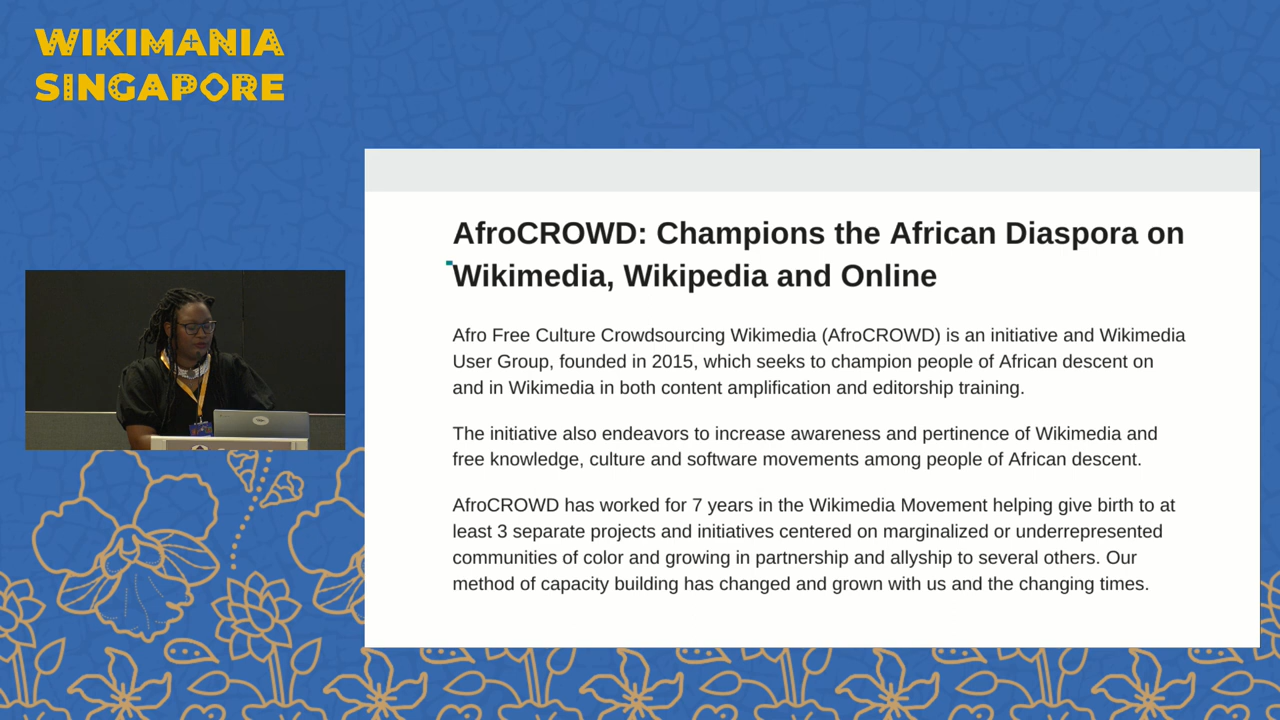 WIKIMANIA
SINGAPORE
AfroCROWD: Champions the African Diaspora on
Wikimedia, Wikipedia and Online
Afro Free Culture Crowdsourcing Wikimedia (AfroCROWD) is an initiative and Wikimedia
User Group, founded in 2015, which seeks to champion people of African descent on
and in Wikimedia in both content amplification and editorship training.
The initiative also endeavors to increase awareness and pertinence of Wikimedia and
free knowledge, culture and software movements among people of African descent.
AfroCROWD has worked for 7 years in the Wikimedia Movement helping give birth to at
least 3 separate projects and initiatives centered on marginalized or underrepresented
communities of color and growing in partnership and allyship to several others. Our
method of capacity building has changed and grown with us and the changing times.